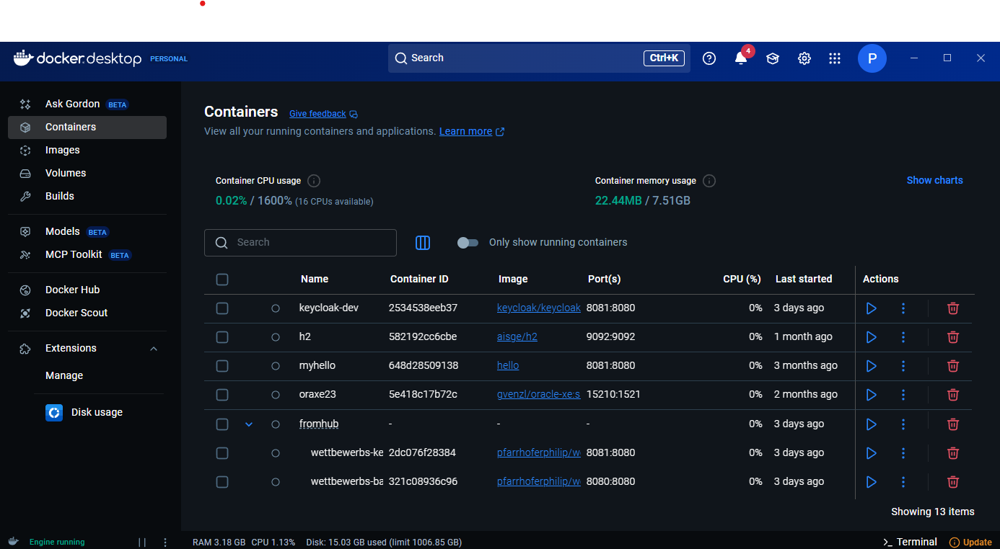 docker.desktop PERSONAL Search Ctrl+K 4 P
Ask Gordon BETA
Containers
Images
Volumes
Builds
Models BETA
MCP Toolkit BETA
Docker Hub
Docker Scout
Extensions
Manage
Disk usage
Containers Give feedback
View all your running containers and applications. Learn more
Container CPU usage
0.02% / 1600% (16 CPUs available)
Container memory usage
22.44MB / 7.51GB
Show charts
Search
Only show running containers
Name Container ID Image Port(s) CPU (%) Last started Actions
keycloak-dev 2534538eeb37 keycloak/keycloak 8081:8080 0% 3 days ago
h2 582192cc6cbe aisge/h2 9092:9092 0% 1 month ago
myhello 648d28509138 hello 8081:8080 0% 3 months ago
oraxe23 5e418c17b72c gvenzl/oracle-xe:s 15210:1521 0% 2 months ago
fromhub - - - 0% 3 days ago
wettbewerbs-ke 2dc076f28384 pfarrhoferphilip/w 8081:8080 0% 3 days ago
wettbewerbs-ba 321c08936c96 pfarrhoferphilip/w 8080:8080 0% 3 days ago
Showing 13 items
Engine running RAM 3.18 GB CPU 1.13% Disk: 15.03 GB used (limit 1006.85 GB) >_ Terminal Update